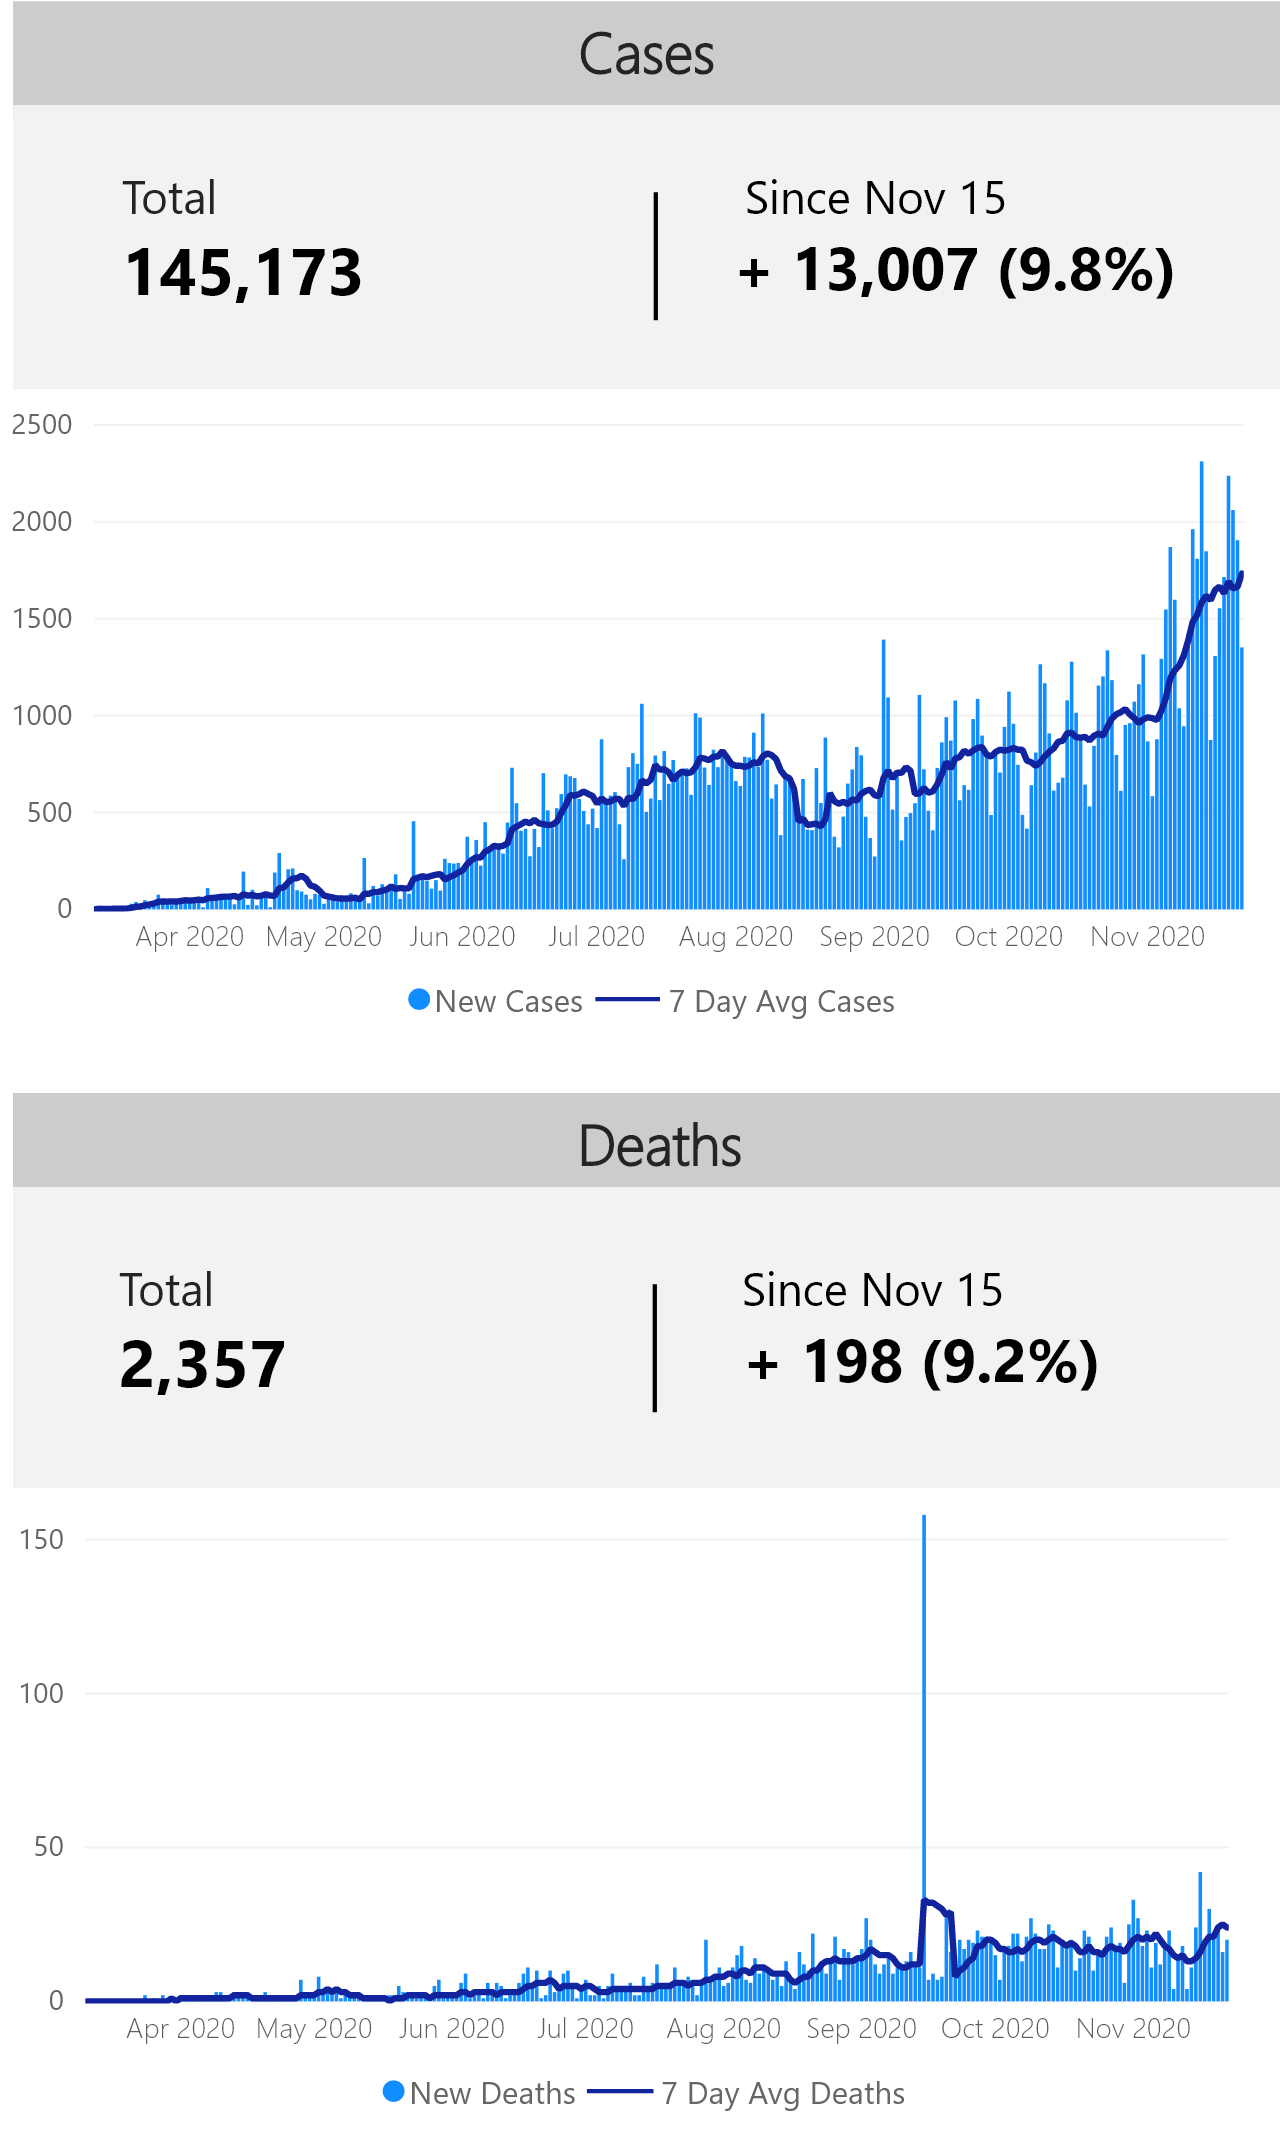 Cases
Total
Since Nov 15
145,173
+ 13,007 (9.8%)
2500
2000
1500
1000
500
0
Apr 2020 May 2020 Jun 2020 Jul 2020 Aug 2020 Sep 2020 Oct 2020 Nov 2020
New Cases 7 Day Avg Cases
Deaths
Total
Since Nov 15
2,357
+ 198 (9.2%)
150
100
50
0
Apr 2020 May 2020 Jun 2020 Jul 2020 Aug 2020 Sep 2020 Oct 2020 Nov 2020
New Deaths 7 Day Avg Deaths